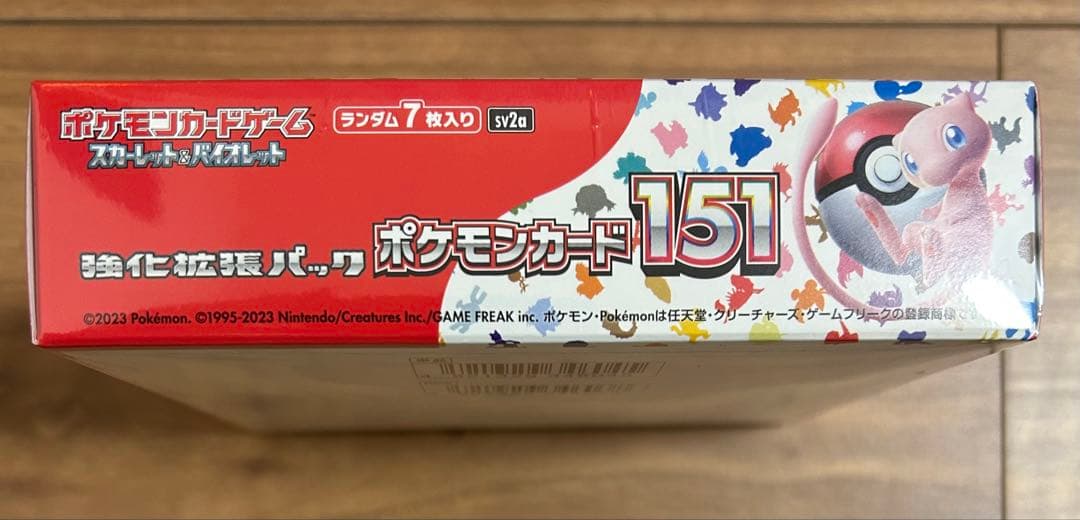 ポケモンカードゲーム
スカーレット&バイオレット
ランダム7枚入り
sv2a
強化拡張パック
ポケモンカード151
©2023 Pokémon. ©1995-2023 Nintendo/Creatures Inc./GAME FREAK inc. ポケモン・Pokémonは任天堂・クリーチャーズ・ゲームフリークの登録商標で